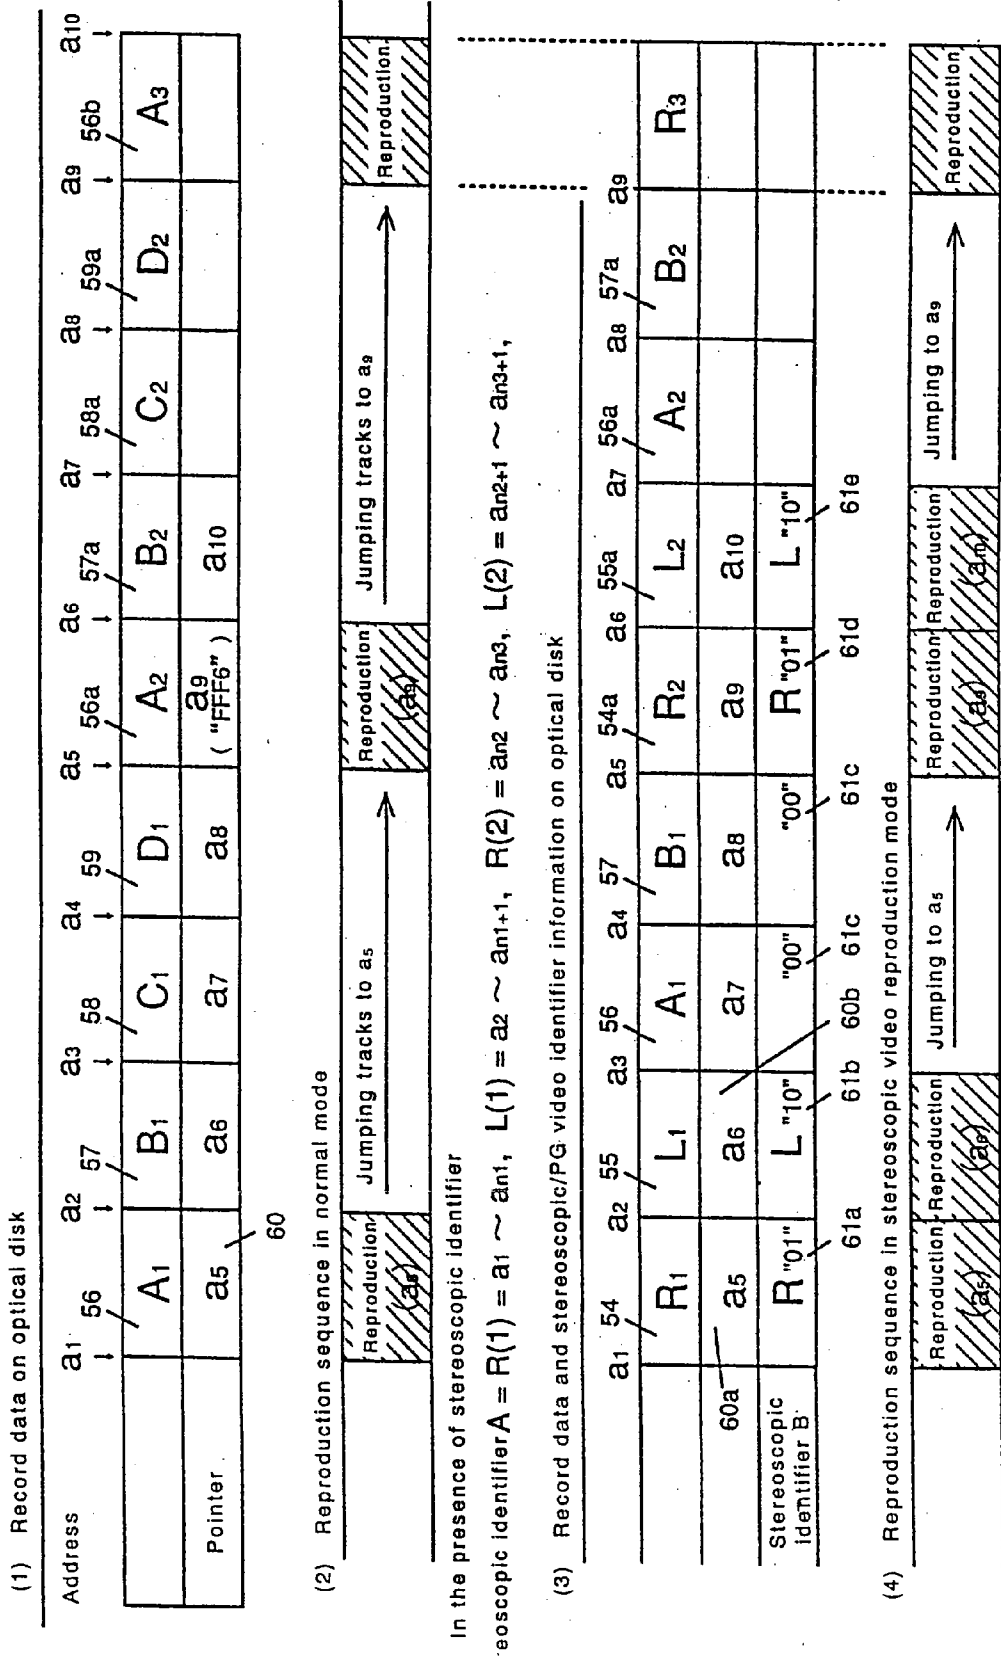 (1) Record data on optical disk
Address
a1 a2 a3 a4 a5 a6 a7 a8 a9 a10
56 57 58 59 56a 57a 58a 59a 56b
A1 B1 C1 D1 A2 B2 C2 D2 A3
Pointer a5 a6 a7 a8 a9 a10
("FFF6")
60
(2) Reproduction sequence in normal mode
Reproduction Jumping tracks to a5 Reproduction Jumping tracks to a9 Reproduction
(a5) (a9)
In the presence of stereoscopic identifier
eoscopic identifier A = R(1) = a1 ~ an1, L(1) = a2 ~ an1+1, R(2) = an2 ~ an3, L(2) = an2+1 ~ an3+1,
(3) Record data and stereoscopic/PG video identifier information on optical disk
a1 54 a2 55 a3 56 a4 57 a5 54a a6 55a a7 56a a8 57a a9
R1 L1 A1 B1 R2 L2 A2 B2 R3
60a a5 a6 a7 a8 a9 a10
Stereoscopic
identifier B
R "01" L "10" "00" "00" R "01" L "10"
61a 61b 60b 61c 61c 61d 61e
(4) Reproduction sequence in stereoscopic video reproduction mode
Reproduction Reproduction Jumping to a5 Reproduction Reproduction Jumping to a9 Reproduction
(a5) (a6) (a9) (a10)